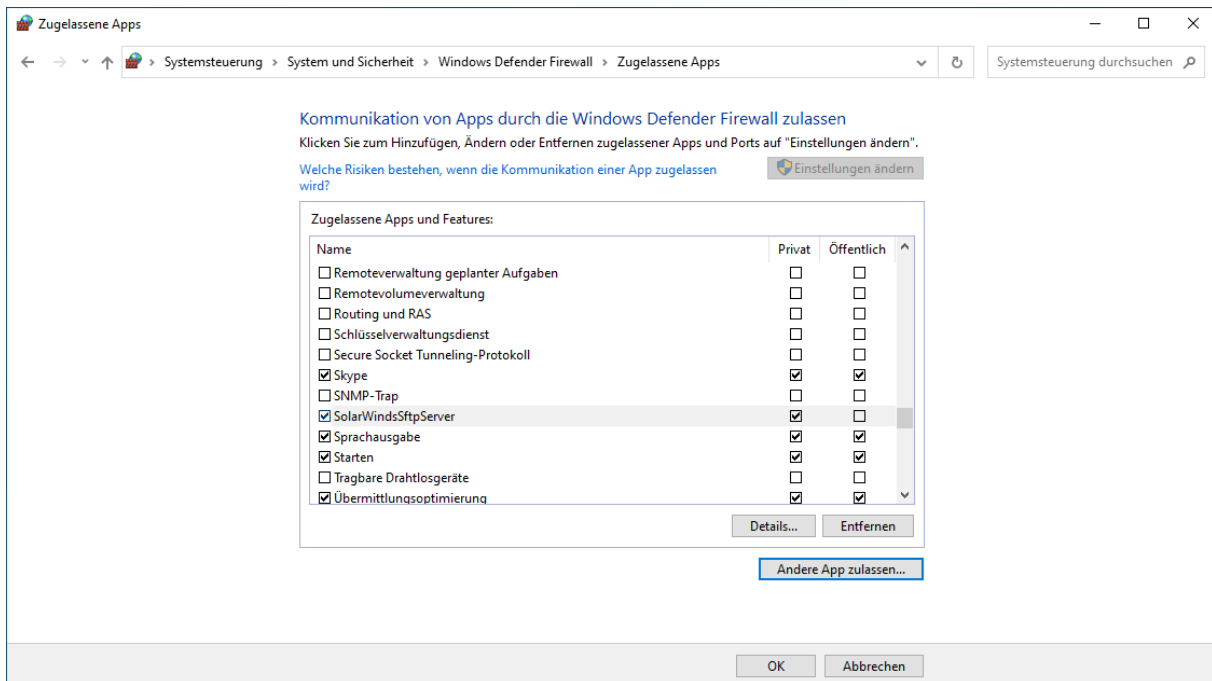 Zugelassene Apps
Systemsteuerung > System und Sicherheit > Windows Defender Firewall > Zugelassene Apps
Systemsteuerung durchsuchen
Kommunikation von Apps durch die Windows Defender Firewall zulassen
Klicken Sie zum Hinzufügen, Ändern oder Entfernen zugelassener Apps und Ports auf "Einstellungen ändern".
Welche Risiken bestehen, wenn die Kommunikation einer App zugelassen
wird?
Einstellungen ändern
Zugelassene Apps und Features:
Name Privat Öffentlich
Remoteverwaltung geplanter Aufgaben
Remotevolumeverwaltung
Routing und RAS
Schlüsselverwaltungsdienst
Secure Socket Tunneling-Protokoll
Skype
SNMP-Trap
SolarWindsSftpServer
Sprachausgabe
Starten
Tragbare Drahtlosgeräte
Übermittlungsoptimierung
Details... Entfernen
Andere App zulassen...
OK Abbrechen